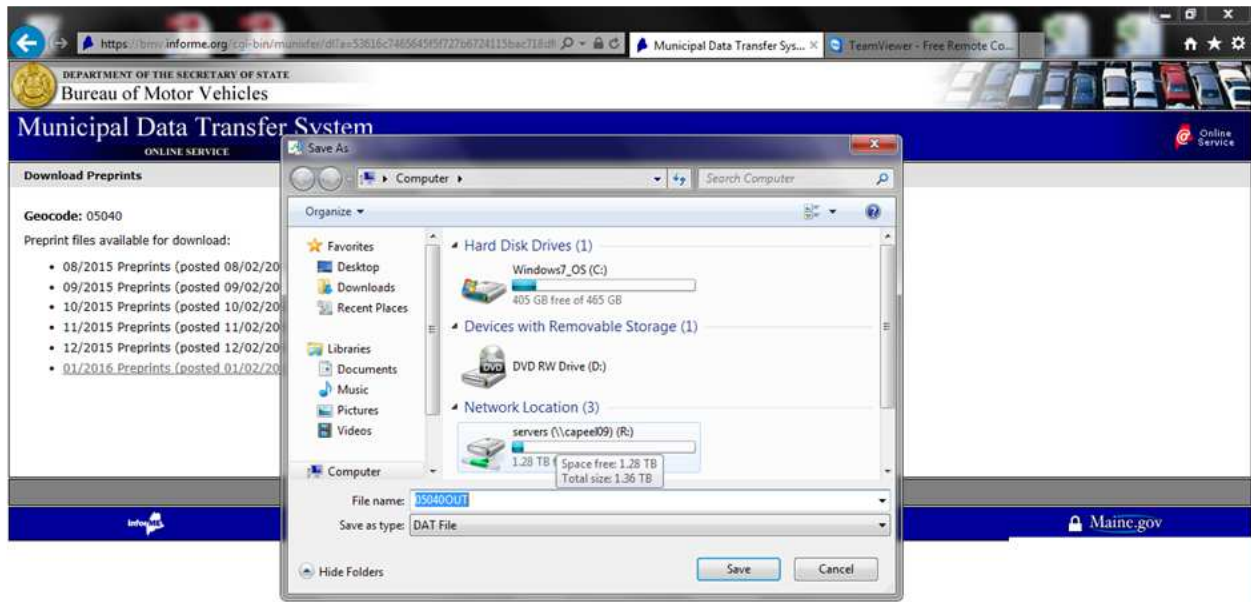 https://bmv.informe.org/cgi-bin/
Municipal Data Transfer Sys...
TeamViewer - Free Remote Co...
DEPARTMENT OF THE SECRETARY OF STATE
Bureau of Motor Vehicles
Municipal Data Transfer System
ONLINE SERVICE
Online
Service
Download Preprints
Geocode: 05040
Preprint files available for download:
• 08/2015 Preprints (posted 08/02/20
• 09/2015 Preprints (posted 09/02/20
• 10/2015 Preprints (posted 10/02/20
• 11/2015 Preprints (posted 11/02/20
• 12/2015 Preprints (posted 12/02/20
• 01/2016 Preprints (posted 01/02/20
Save As
Computer
Search Computer
Organize
Favorites
Desktop
Downloads
Recent Places
Libraries
Documents
Music
Pictures
Videos
Computer
Hard Disk Drives (1)
Windows7_OS (C:)
405 GB free of 465 GB
Devices with Removable Storage (1)
DVD
DVD RW Drive (D:)
Network Location (3)
servers (\\capeel09) (R:)
1.28 TB
Space free: 1.28 TB
Total size: 1.36 TB
File name: 05040OUT
Save as type: DAT File
Hide Folders
Save
Cancel
Maine.gov